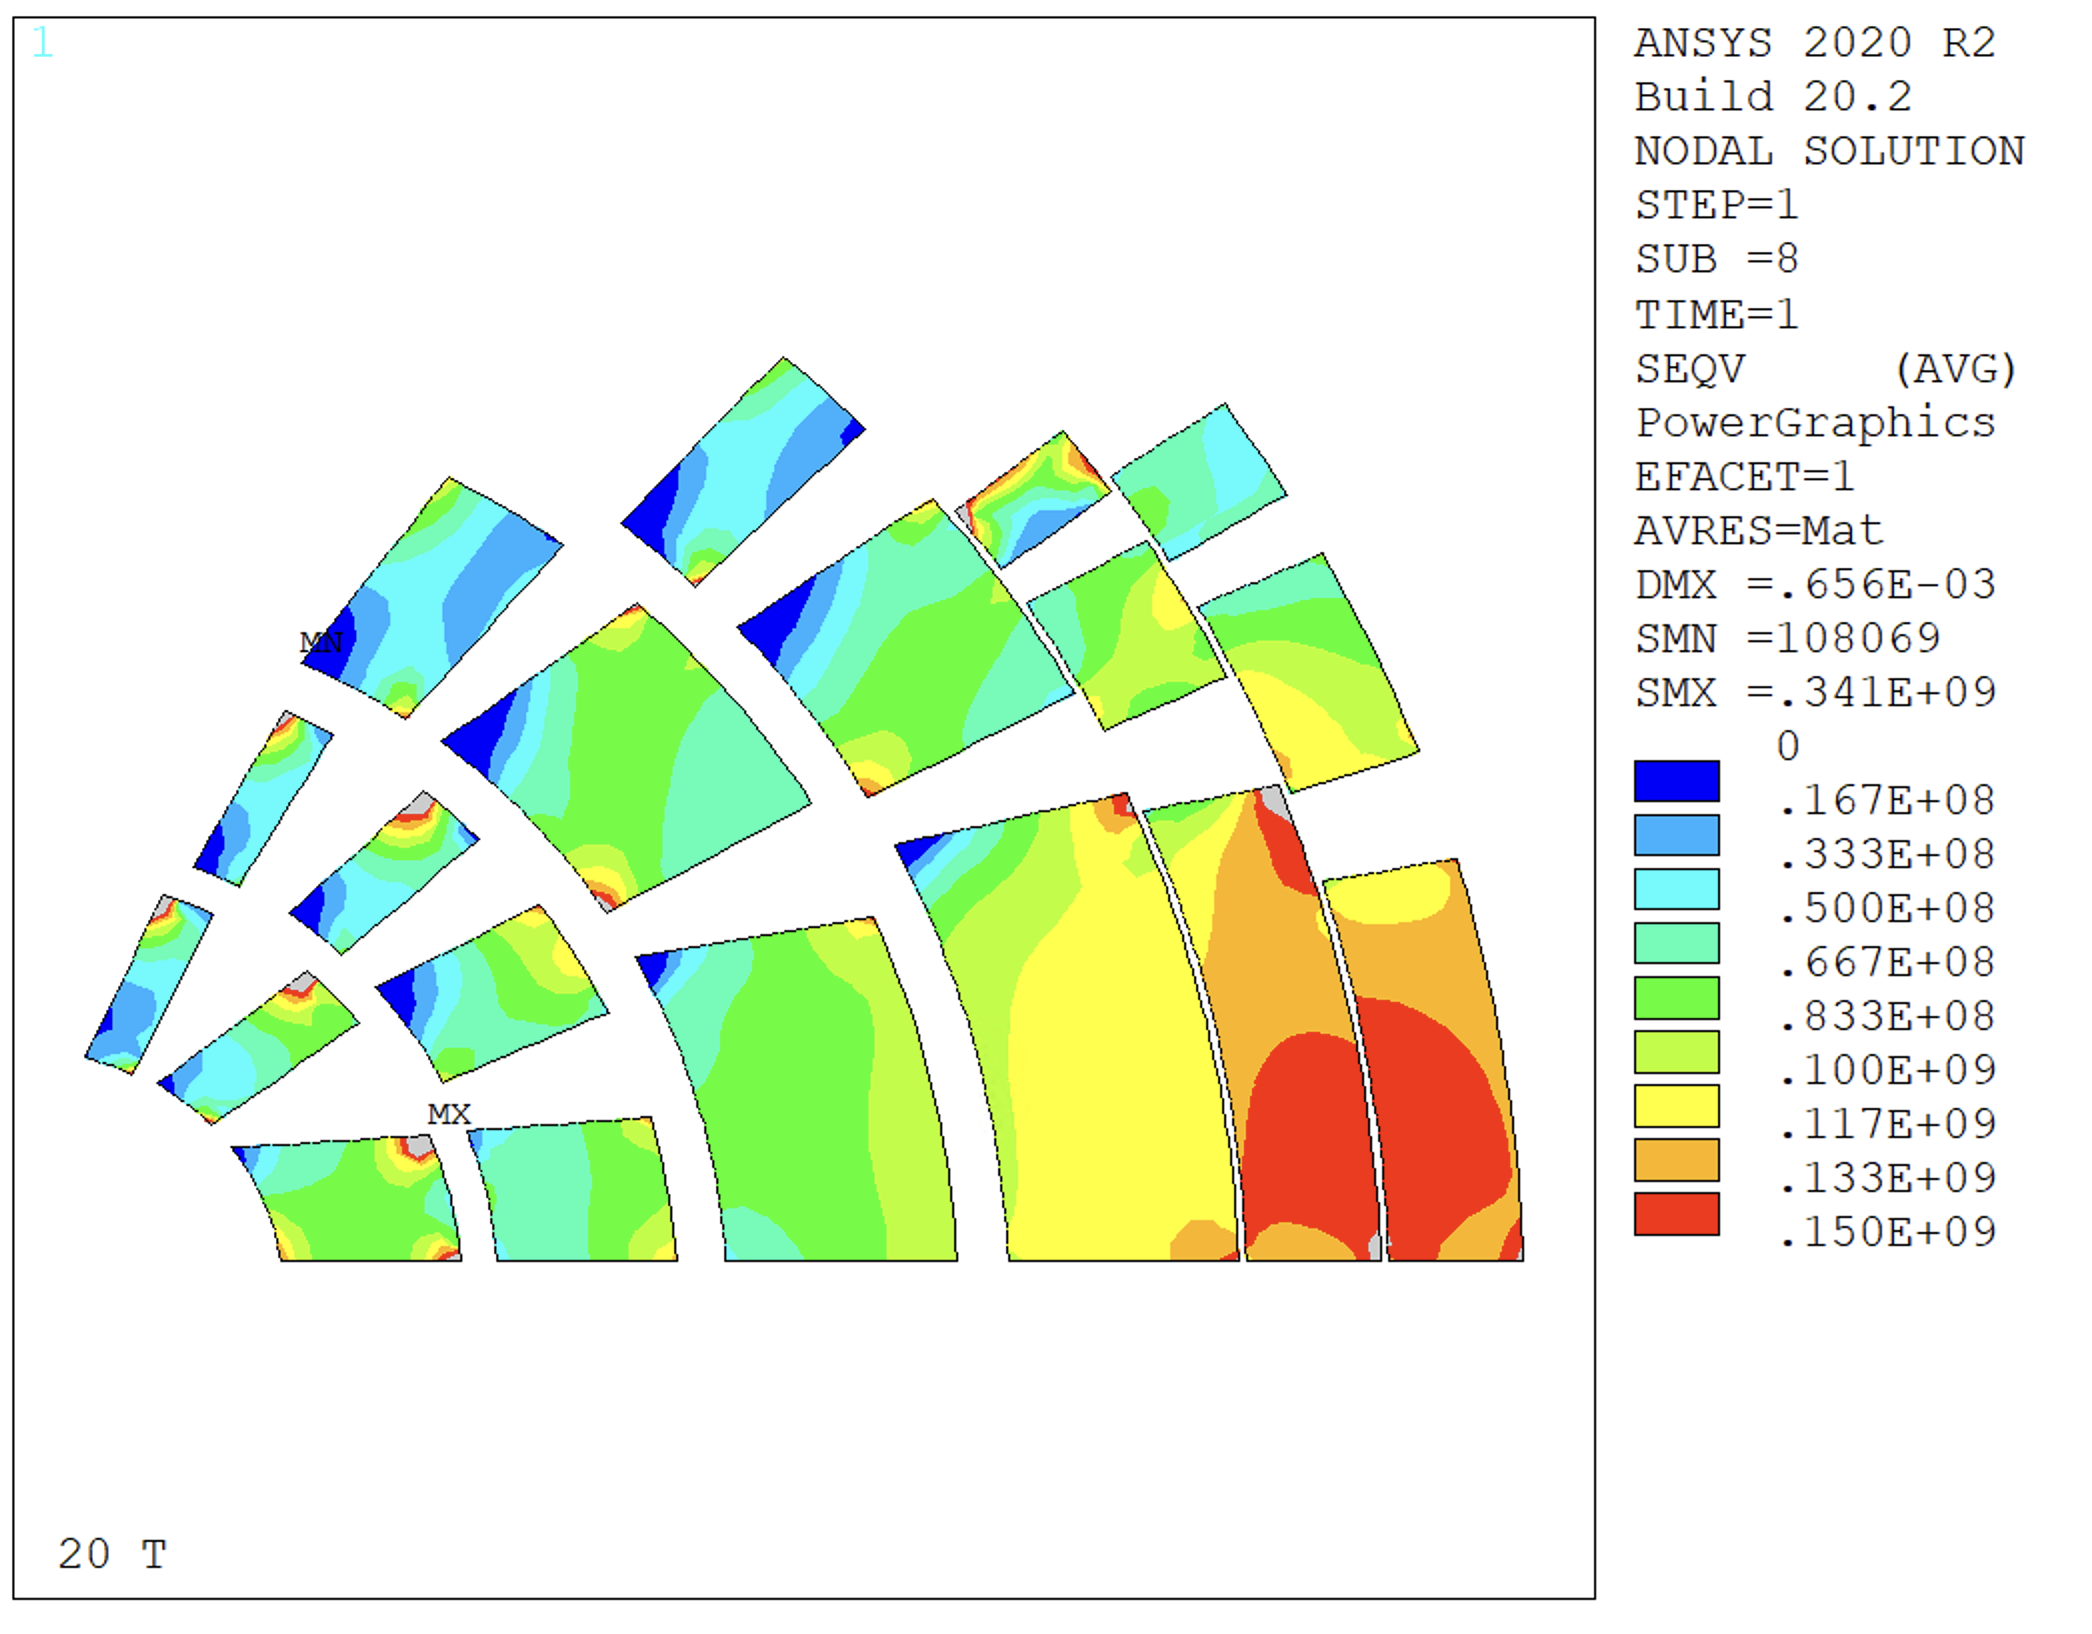 1
ANSYS 2020 R2
Build 20.2
NODAL SOLUTION
STEP=1
SUB =8
TIME=1
SEQV (AVG)
PowerGraphics
EFACET=1
AVRES=Mat
DMX =.656E-03
SMN =108069
SMX =.341E+09
0
.167E+08
.333E+08
.500E+08
.667E+08
.833E+08
.100E+09
.117E+09
.133E+09
.150E+09
MN
MX
20 T